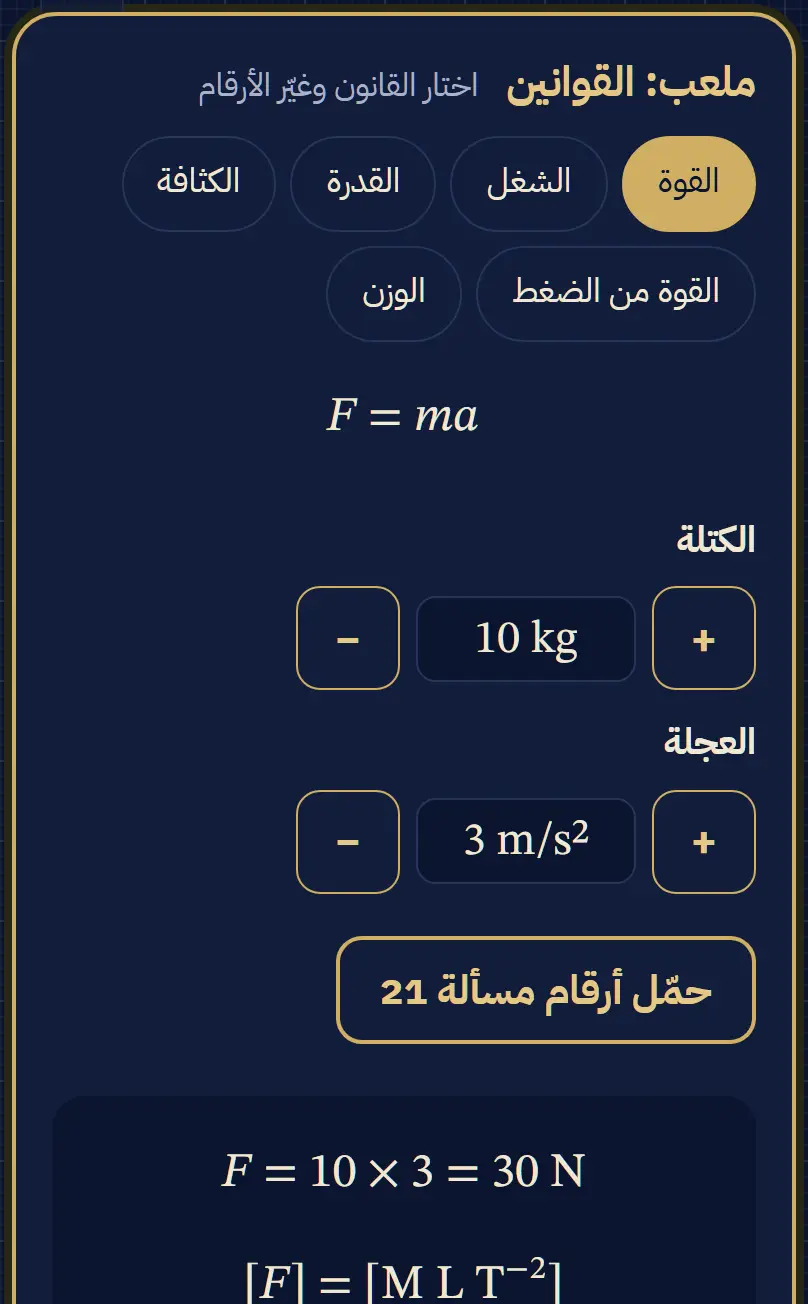 ملعب: القوانين اختار القانون وغيّر الأرقام
القوة الشغل القدرة الكثافة
القوة من الضغط الوزن
F = ma
الكتلة
+ 10 kg −
العجلة
+ 3 m/s² −
حمّل أرقام مسألة 21
F = 10 × 3 = 30 N
[F] = [M L T⁻²]